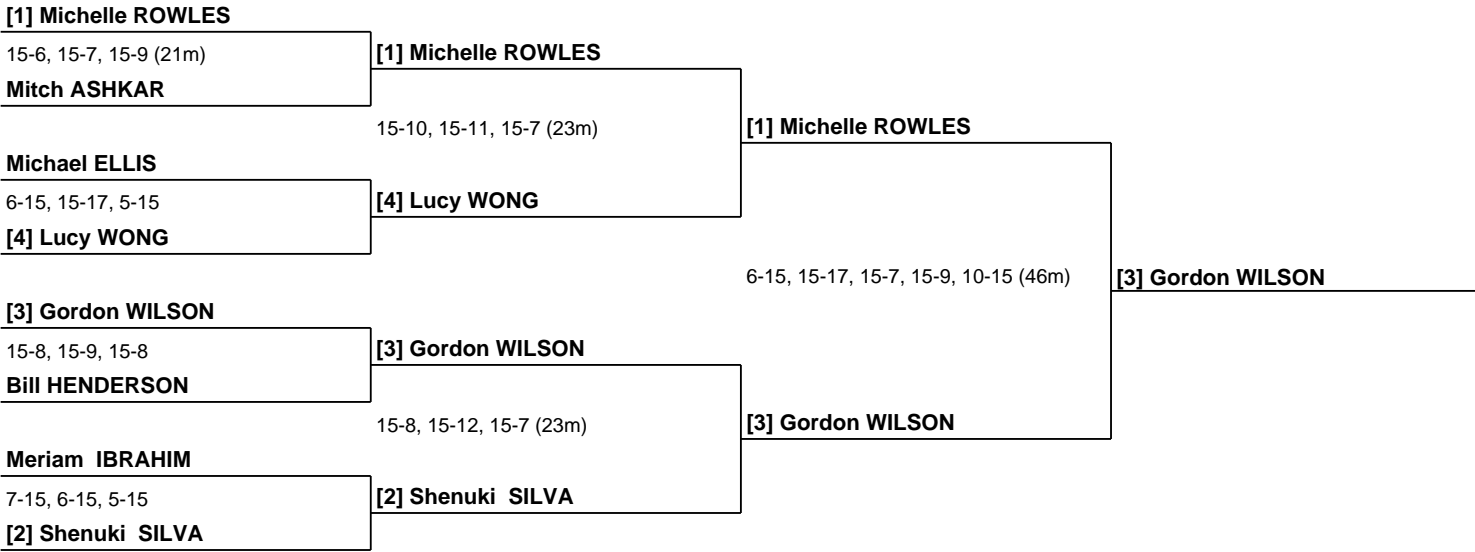 [1] Michelle ROWLES
15-6, 15-7, 15-9 (21m)
[1] Michelle ROWLES
Mitch ASHKAR
15-10, 15-11, 15-7 (23m)
[1] Michelle ROWLES
Michael ELLIS
6-15, 15-17, 5-15
[4] Lucy WONG
[4] Lucy WONG
6-15, 15-17, 15-7, 15-9, 10-15 (46m)
[3] Gordon WILSON
[3] Gordon WILSON
15-8, 15-9, 15-8
[3] Gordon WILSON
Bill HENDERSON
15-8, 15-12, 15-7 (23m)
[3] Gordon WILSON
Meriam IBRAHIM
7-15, 6-15, 5-15
[2] Shenuki SILVA
[2] Shenuki SILVA